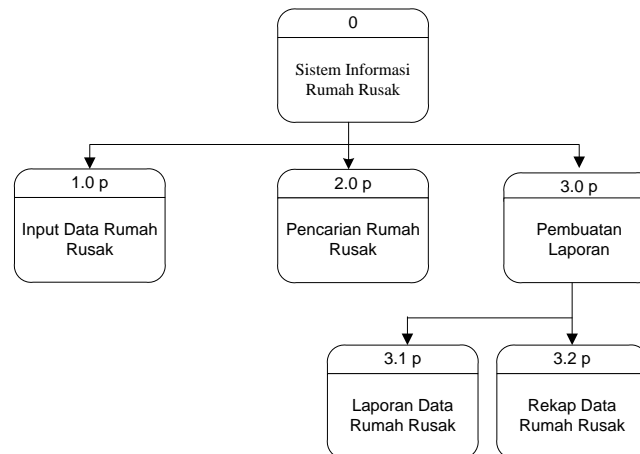 0
Sistem Informasi
Rumah Rusak
1.0 p
Input Data Rumah
Rusak
2.0 p
Pencarian Rumah
Rusak
3.0 p
Pembuatan
Laporan
3.1 p
Laporan Data
Rumah Rusak
3.2 p
Rekap Data
Rumah Rusak